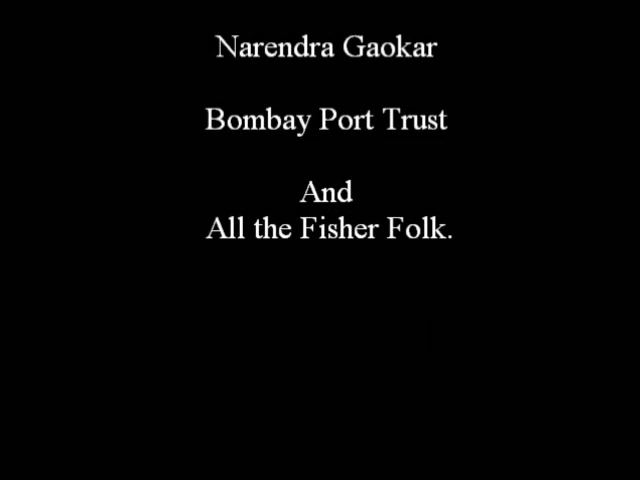 Narendra Gaokar
Bombay Port Trust
And
All the Fisher Folk.